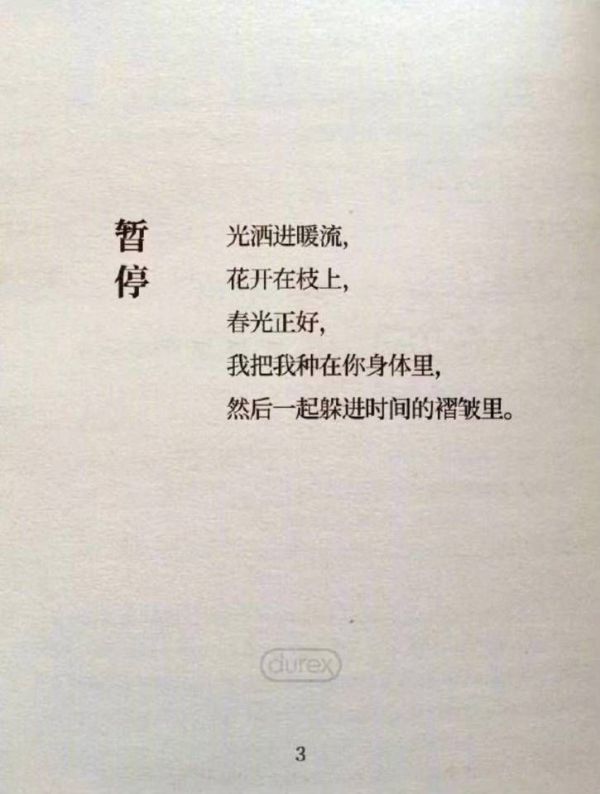 暂停
光洒进暖流，
花开在枝上，
春光正好，
我把我种在你身体里，
然后一起躲进时间的褶皱里。
durex
3